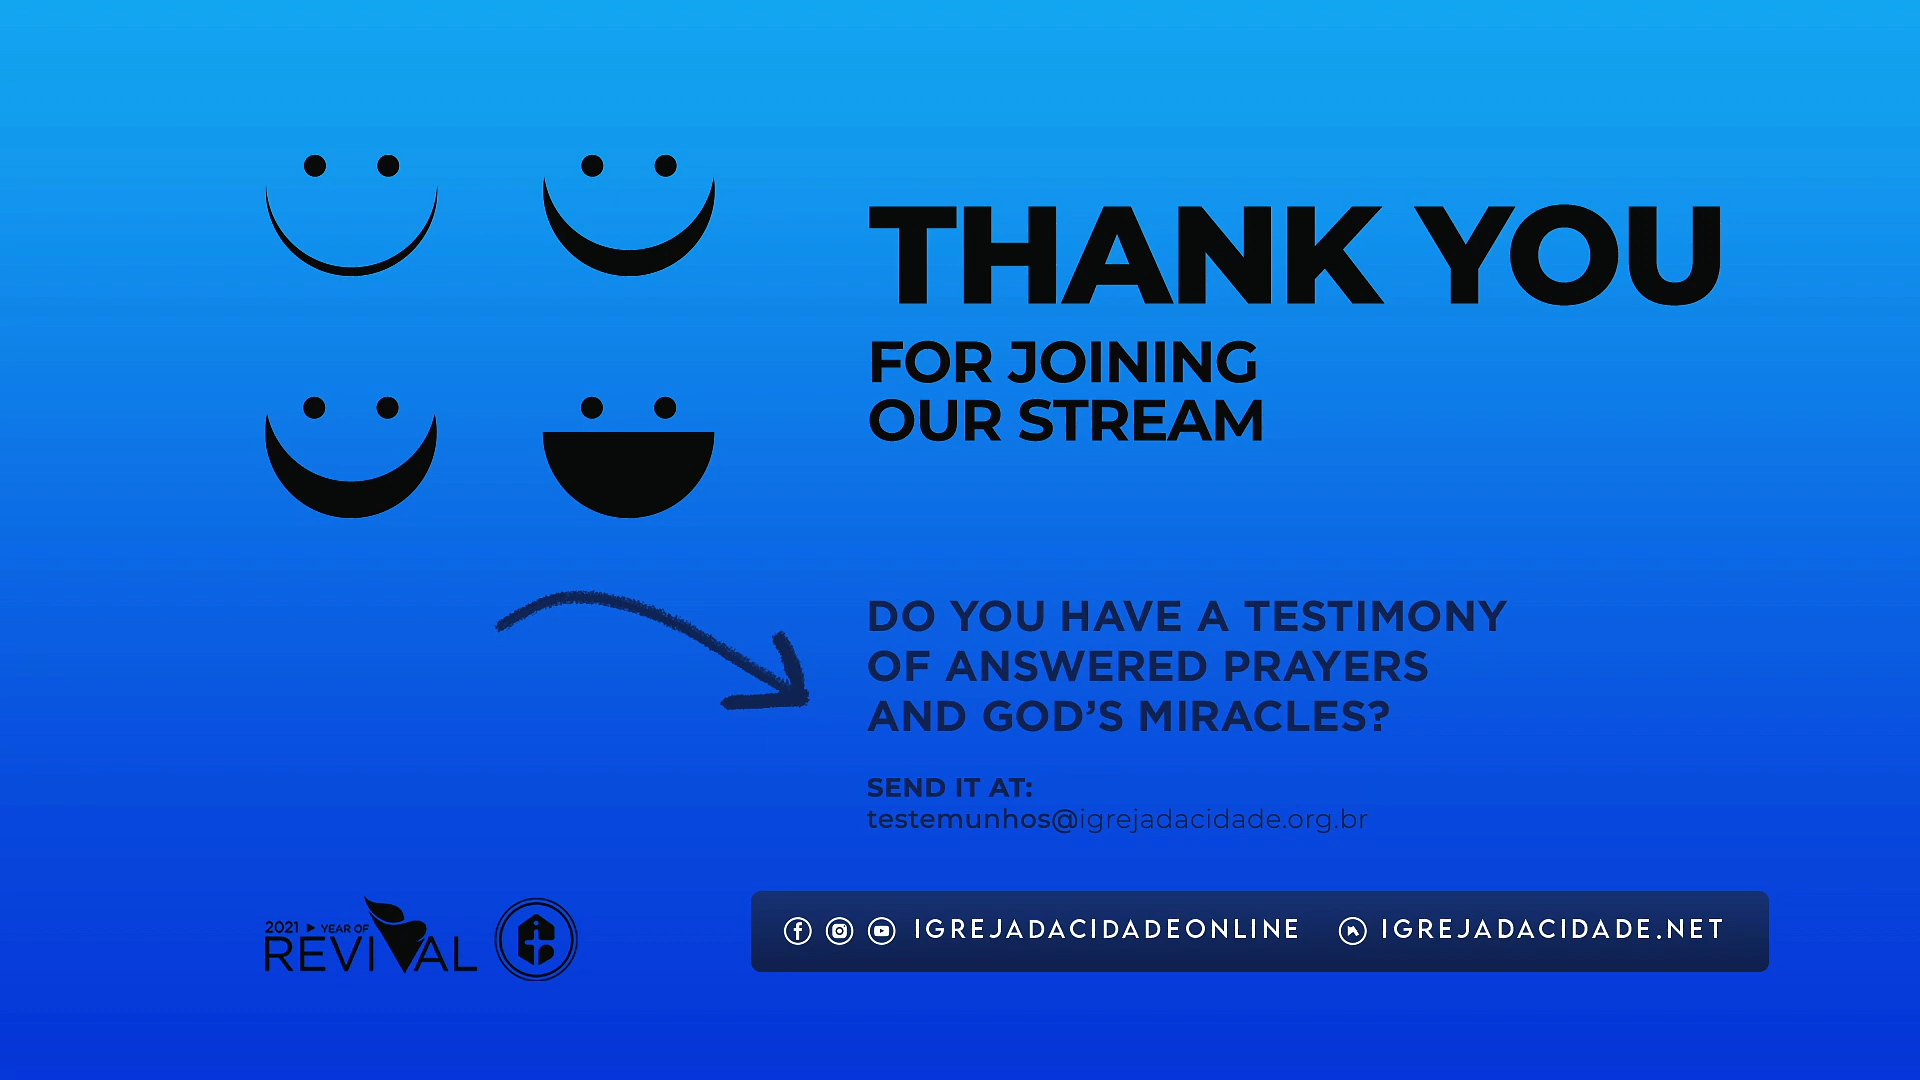 THANK YOU
FOR JOINING
OUR STREAM
DO YOU HAVE A TESTIMONY
OF ANSWERED PRAYERS
AND GOD’S MIRACLES?
SEND IT AT:
testemunhos@igrejadacidade.org.br
2021 ▶ YEAR OF
REVIVAL
IGREJADACIDADEONLINE IGREJADACIDADE.NET